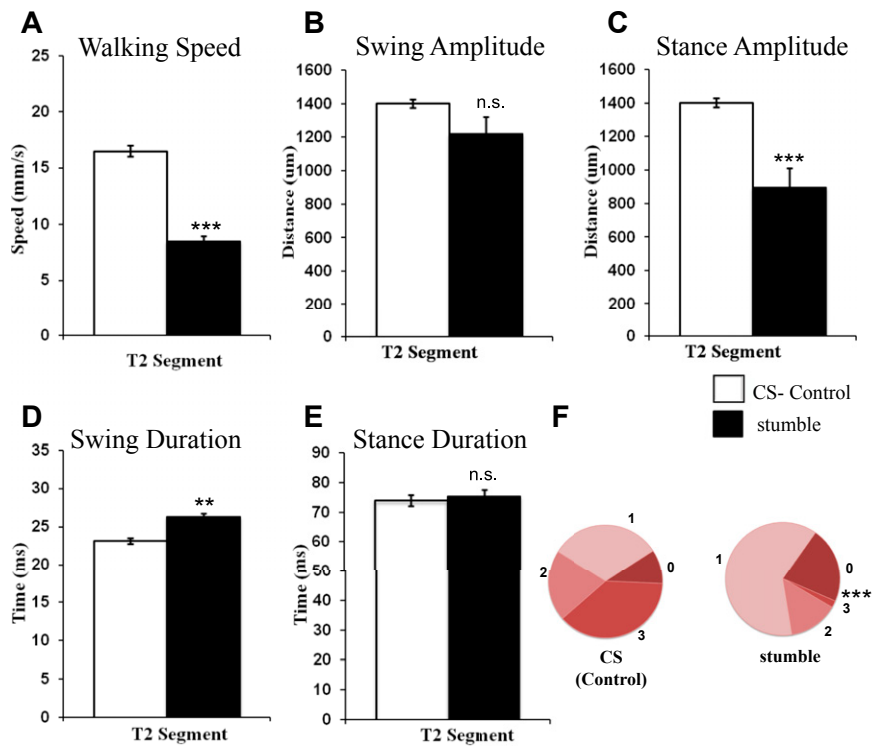 A
Walking Speed
25
20
15
10
5
0
Speed (mm/s)
***
T2 Segment
B
Swing Amplitude
1600
1400
1200
1000
800
600
400
200
0
Distance (um)
n.s.
T2 Segment
C
Stance Amplitude
1600
1400
1200
1000
800
600
400
200
0
Distance (um)
***
T2 Segment
CS- Control
stumble
D
Swing Duration
35
30
25
20
15
10
5
0
Time (ms)
**
T2 Segment
E
Stance Duration
90
80
70
60
50
40
30
20
10
0
Time (ms)
n.s.
T2 Segment
F
1
0
2
3
CS
(Control)
1
0
***
3
2
stumble